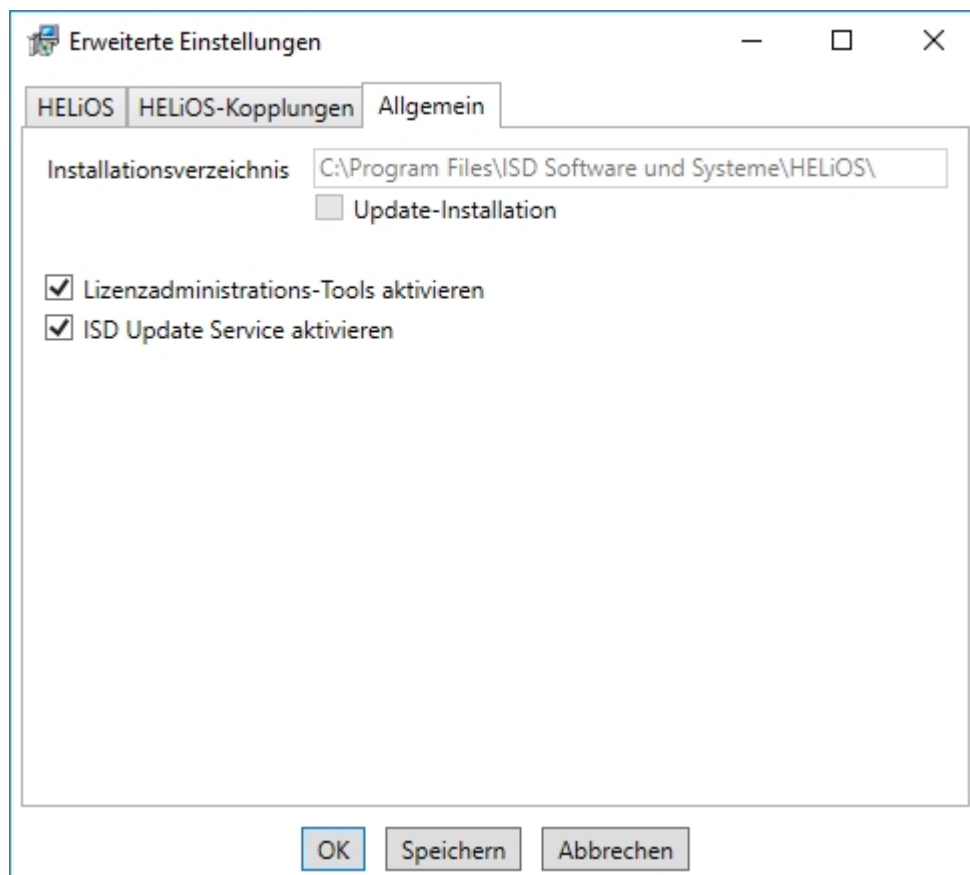 Erweiterte Einstellungen
HELiOS HELiOS-Kopplungen Allgemein
Installationsverzeichnis C:\Program Files\ISD Software und Systeme\HELiOS\
Update-Installation
Lizenzadministrations-Tools aktivieren
ISD Update Service aktivieren
OK Speichern Abbrechen